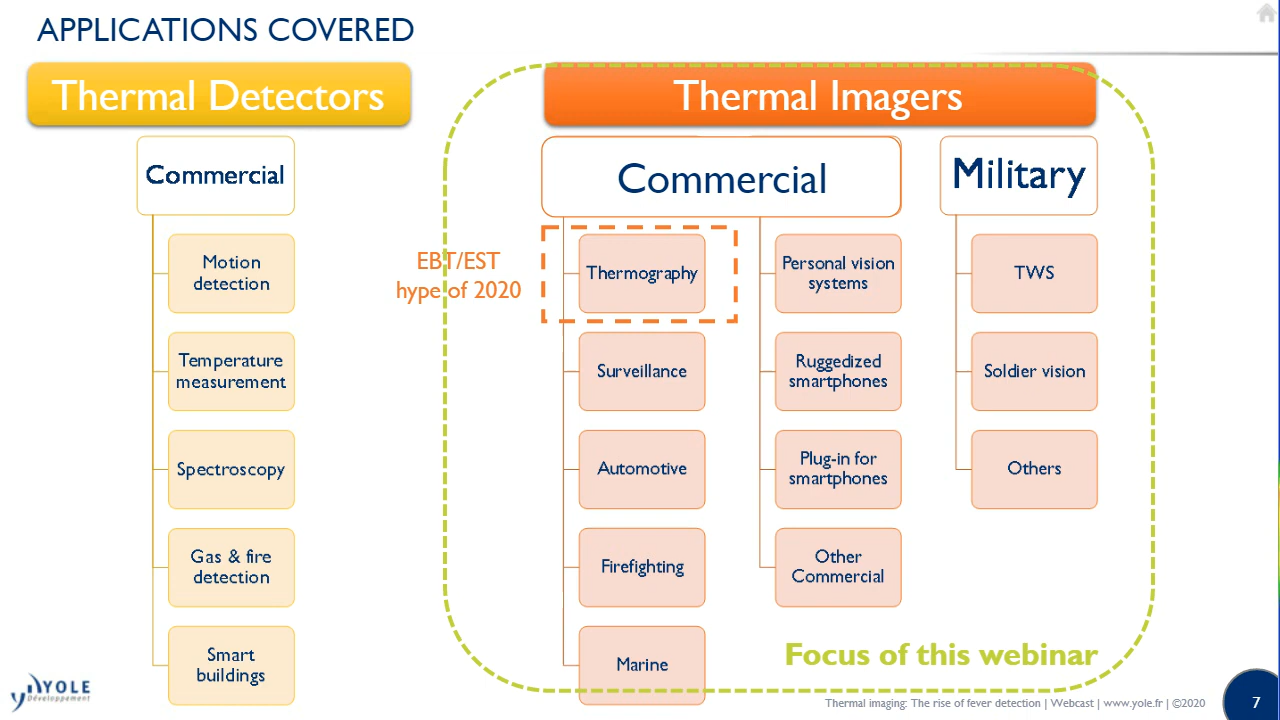 APPLICATIONS COVERED
Thermal Detectors
Commercial
Motion
detection
Temperature
measurement
Spectroscopy
Gas & fire
detection
Smart
buildings
Thermal Imagers
Commercial
EBT/EST
hype of 2020
Thermography
Surveillance
Automotive
Firefighting
Marine
Personal vision
systems
Ruggedized
smartphones
Plug-in for
smartphones
Other
Commercial
Military
TWS
Soldier vision
Others
Focus of this webinar
YOLE
Développement
Thermal imaging: The rise of fever detection | Webcast | www.yole.fr | ©2020
7